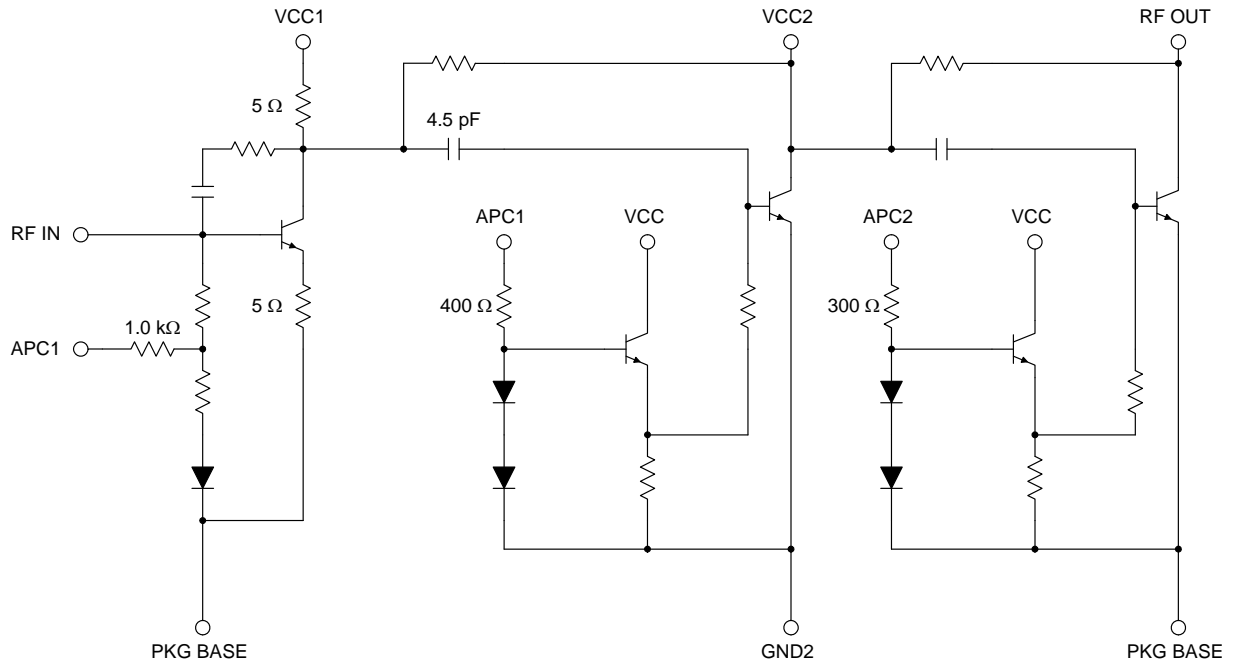 VCC1
VCC2
RF OUT
5 Ω
4.5 pF
APC1
VCC
APC2
VCC
RF IN
5 Ω
400 Ω
300 Ω
1.0 kΩ
APC1
PKG BASE
GND2
PKG BASE